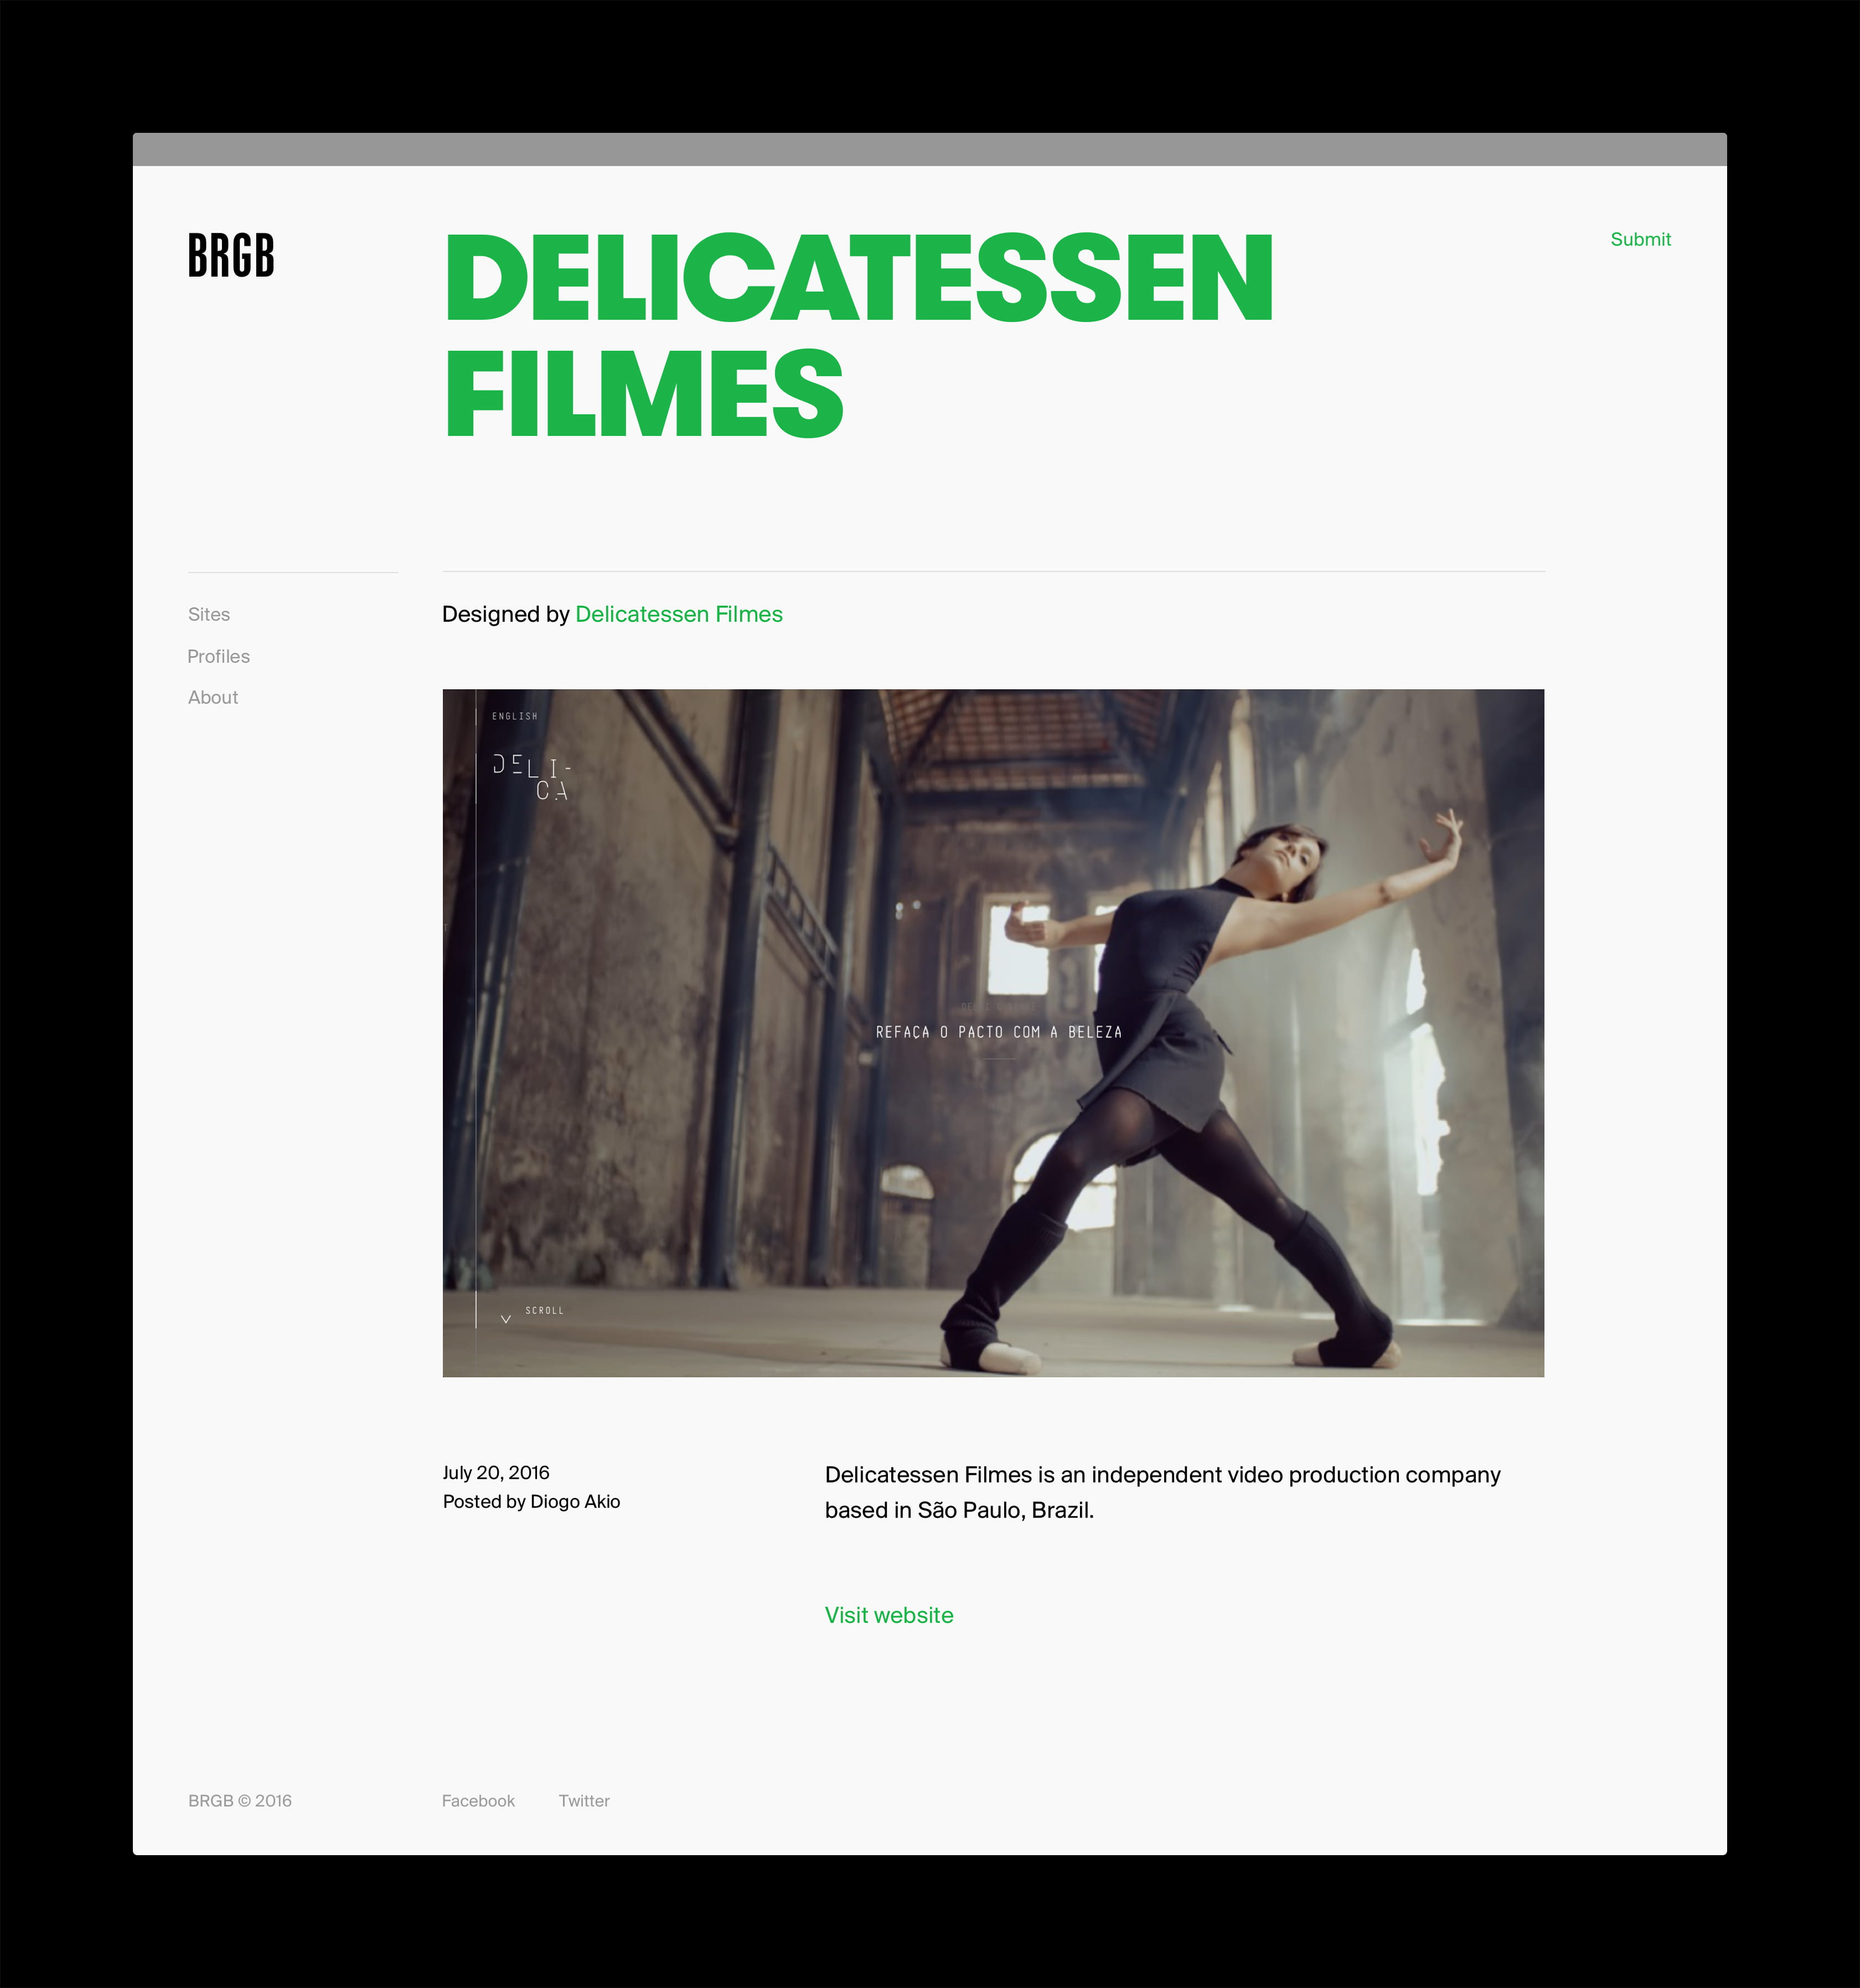 BRGB
DELICATESSEN
FILMES
Submit
Sites
Profiles
About
Designed by Delicatessen Filmes
ENGLISH
DELI-
CA
REFAÇA O PACTO COM A BELEZA
SCROLL
July 20, 2016
Posted by Diogo Akio
Delicatessen Filmes is an independent video production company
based in São Paulo, Brazil.
Visit website
BRGB © 2016
Facebook
Twitter